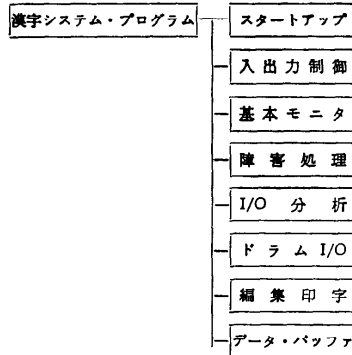 漢字システム・プログラム
スタートアップ
入出力制御
基本モニタ
障害処理
I/O 分析
ドラム I/O
編集印字
データ・バッファ